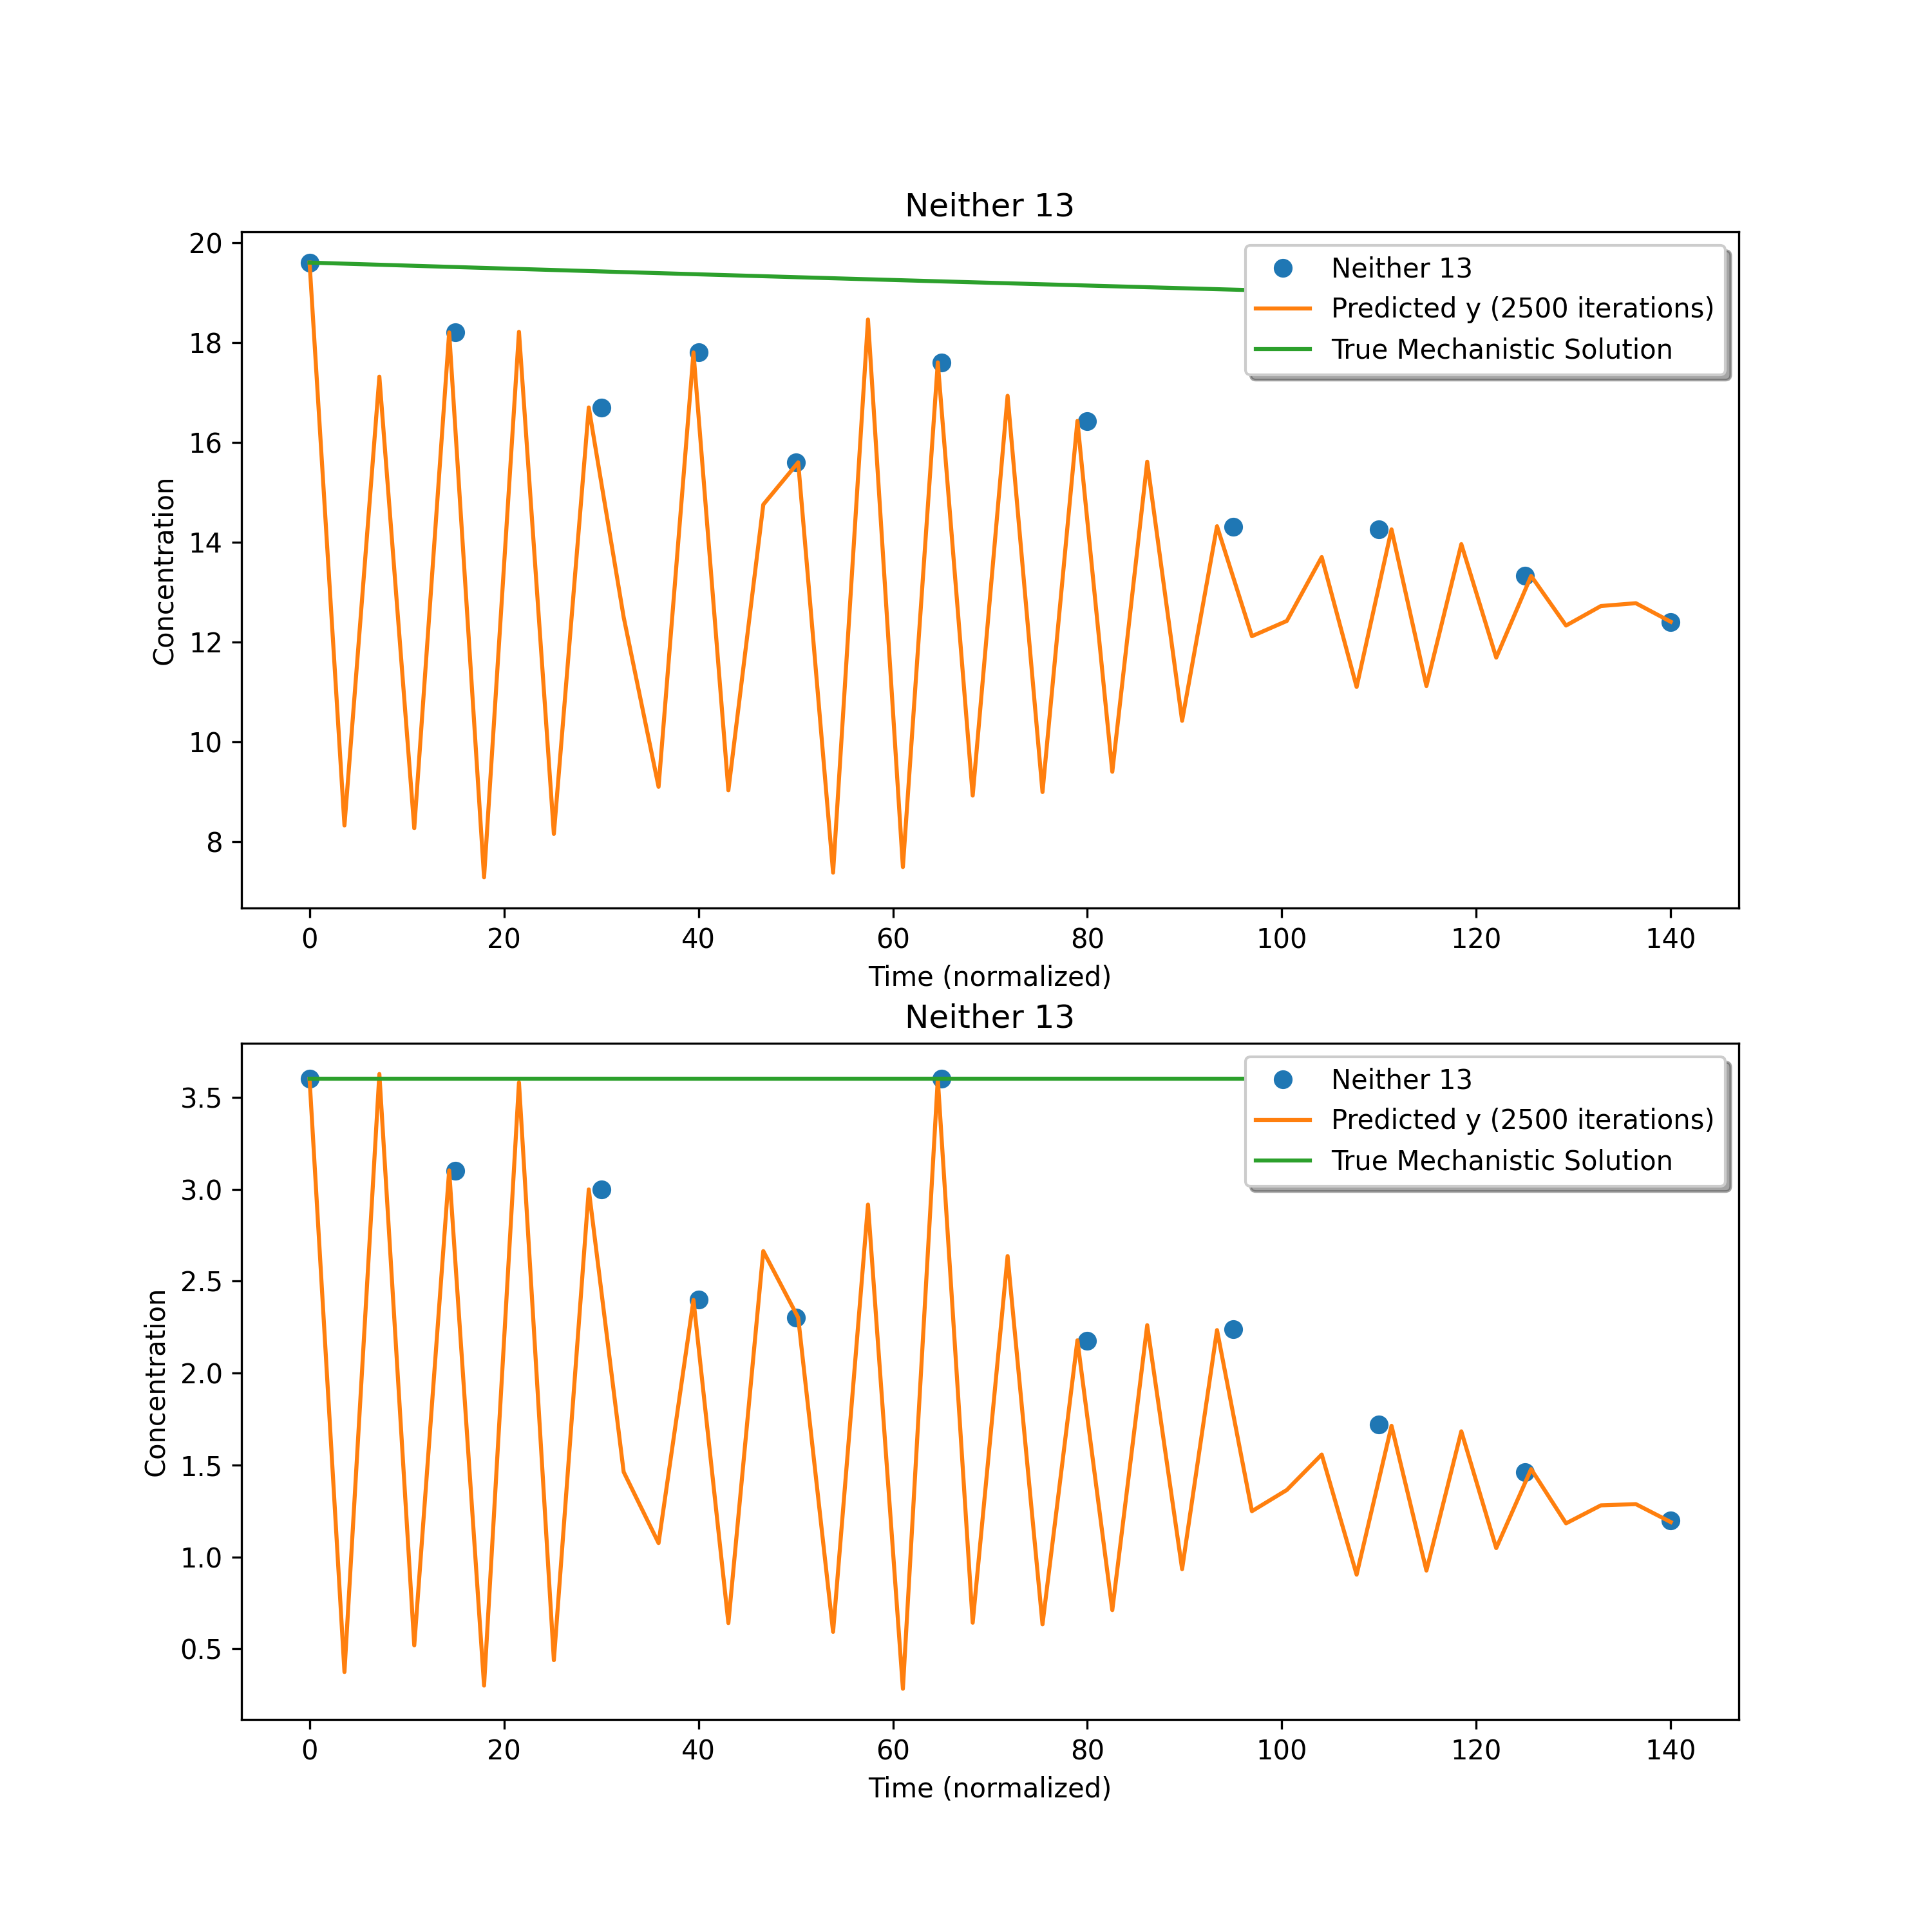 Neither 13
20
18
16
14
12
10
8
Concentration
Neither 13
Predicted y (2500 iterations)
True Mechanistic Solution
0 20 40 60 80 100 120 140
Time (normalized)
Neither 13
3.5
3.0
2.5
2.0
1.5
1.0
0.5
Concentration
Neither 13
Predicted y (2500 iterations)
True Mechanistic Solution
0 20 40 60 80 100 120 140
Time (normalized)